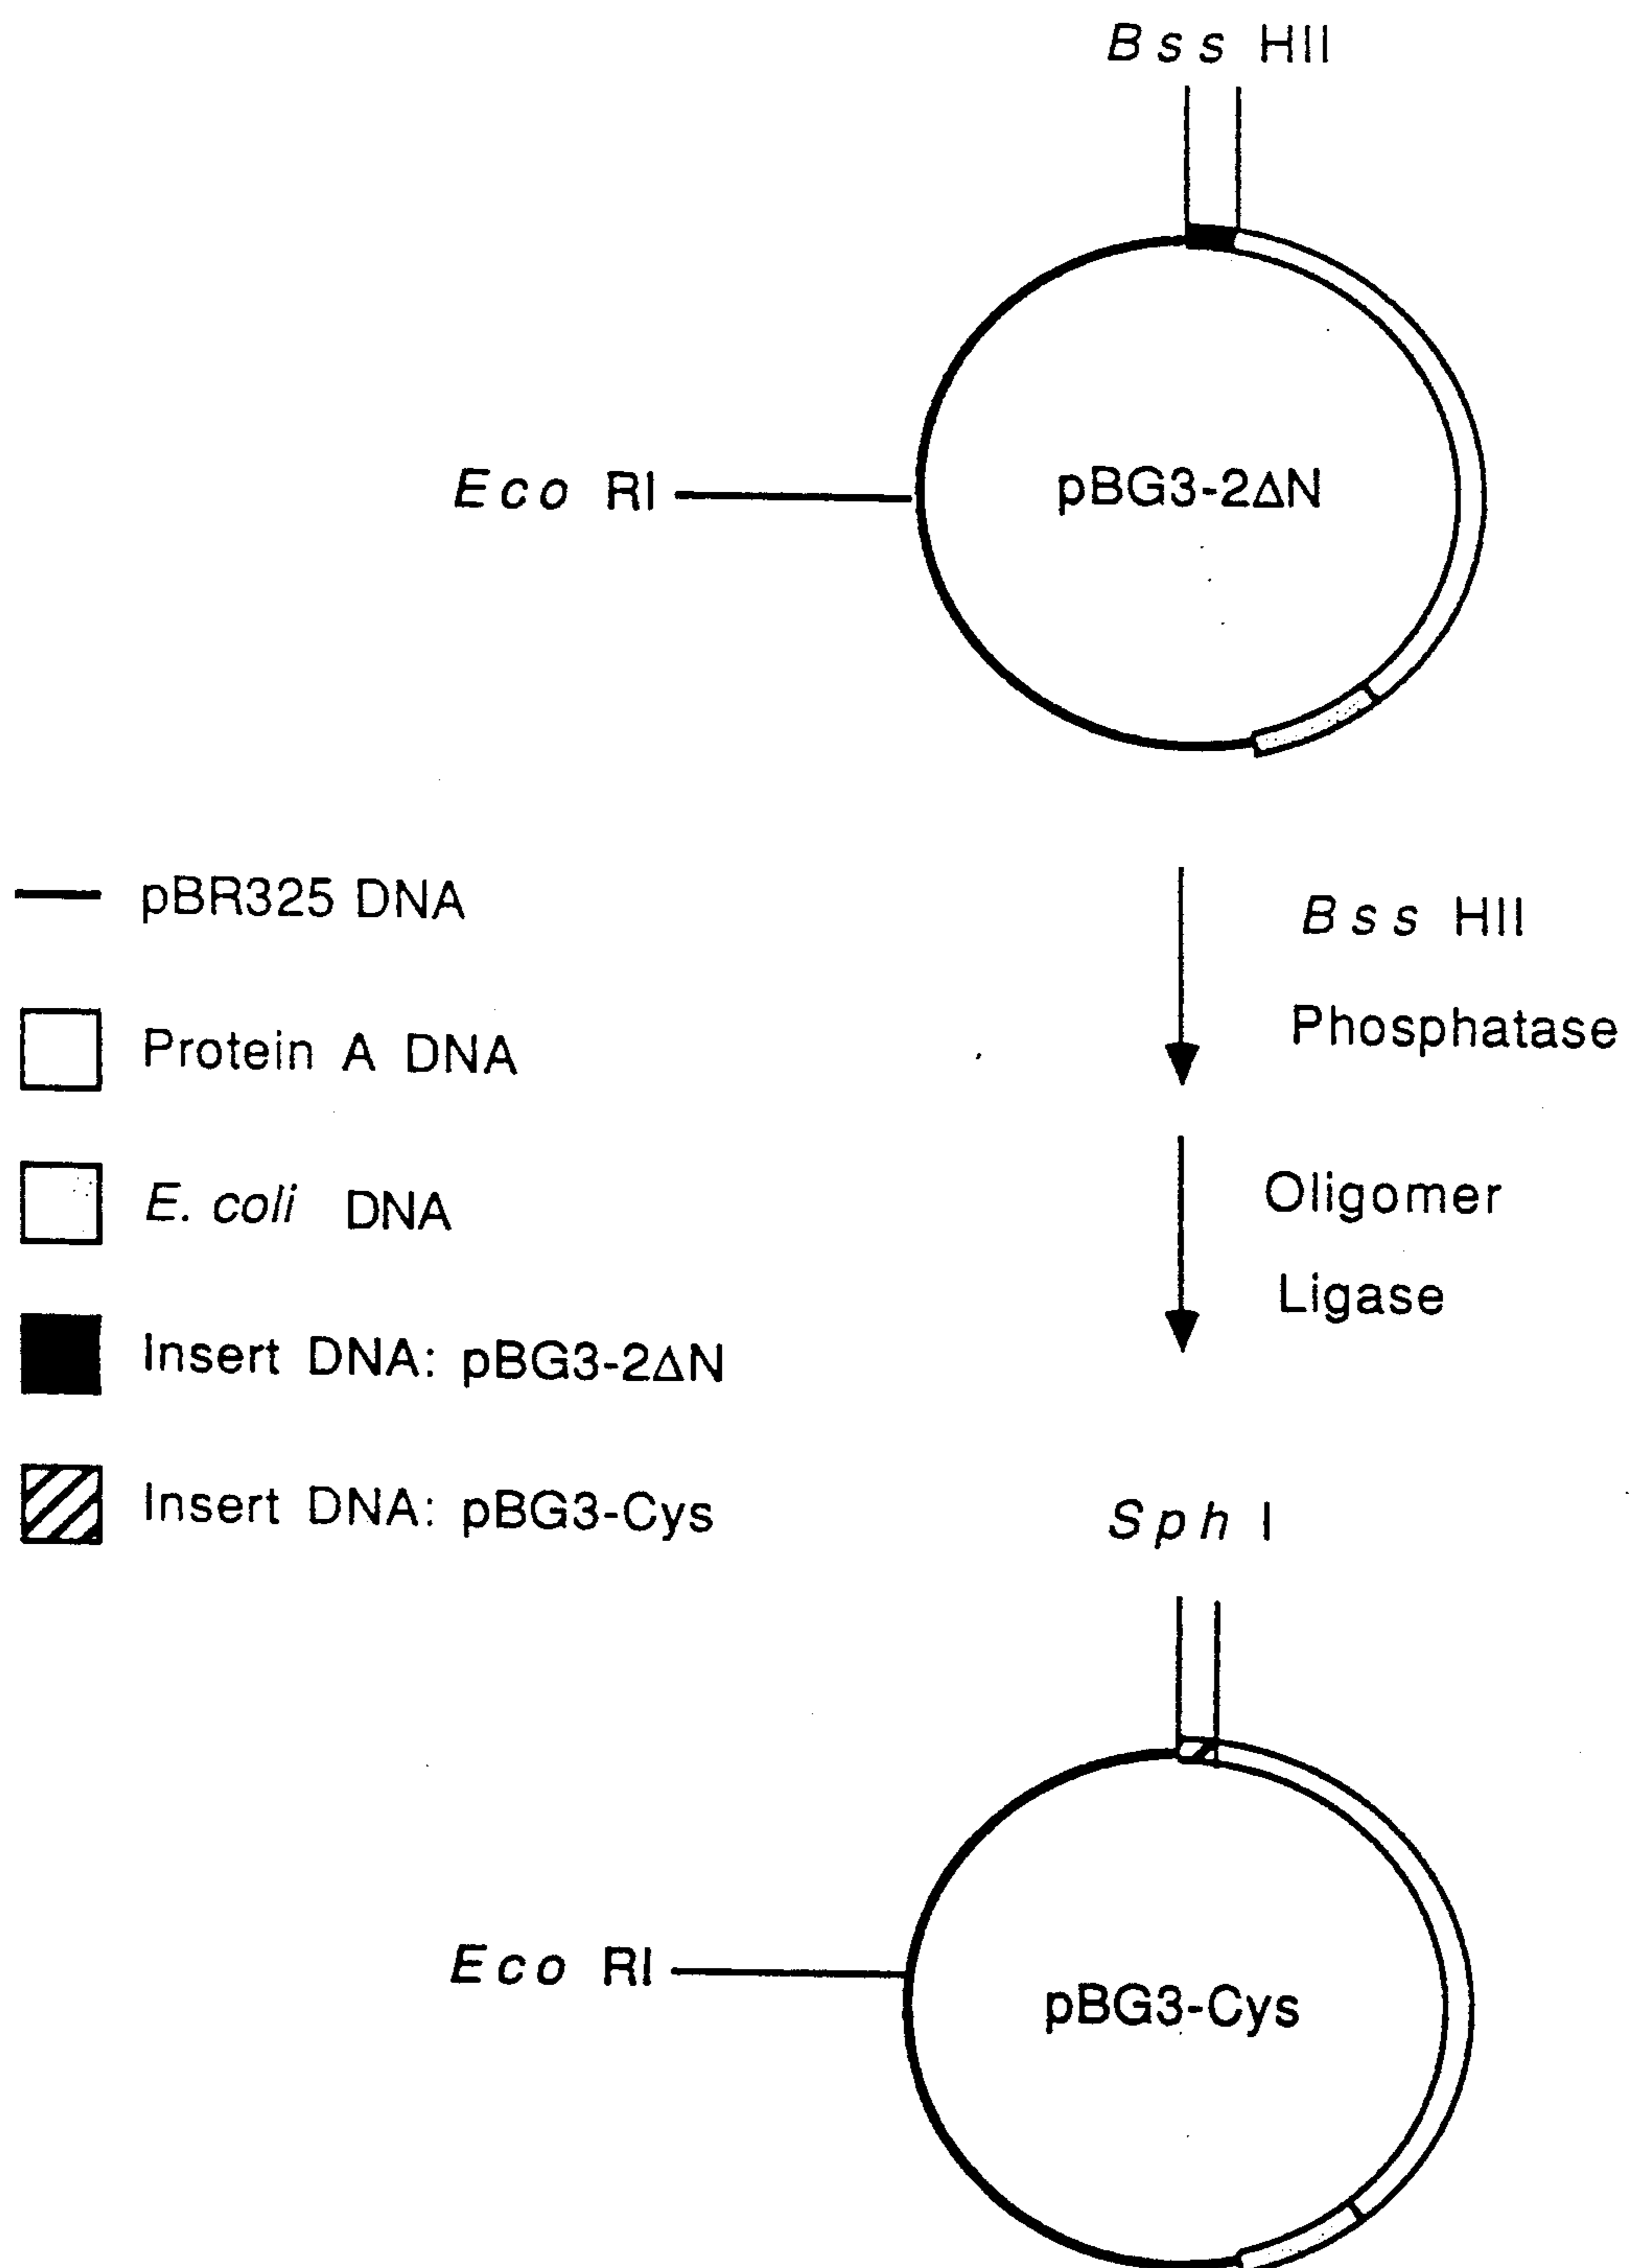 Bss HII
Eco RI
pBG3-2ΔN
pBR325 DNA
Protein A DNA
E. coli DNA
Insert DNA: pBG3-2ΔN
Insert DNA: pBG3-Cys
Bss HII
Phosphatase
Oligomer
Ligase
Sph I
Eco RI
pBG3-Cys